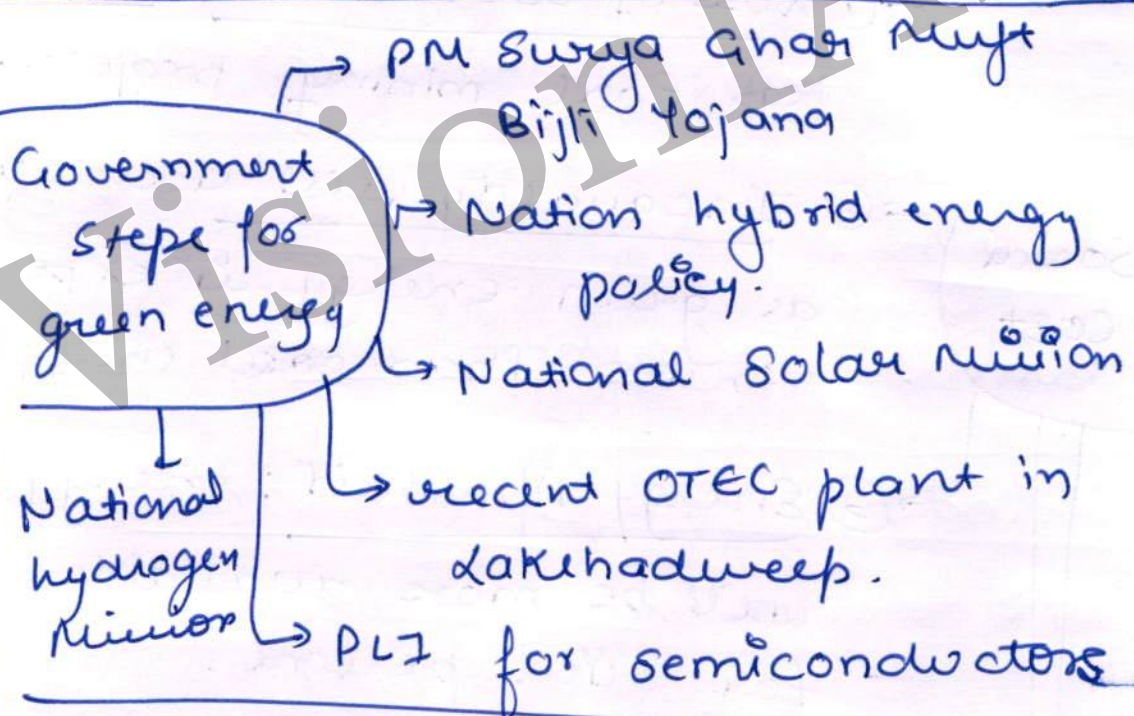 Government
steps for
green energy
→ PM Surya Ghar Muft
Bijli Yojana
→ Nation hybrid energy
policy.
→ National Solar Mission
→ recent OTEC plant in
Lakshadweep.
→ PLI for semiconductors
National
hydrogen
Mission
VisionIA